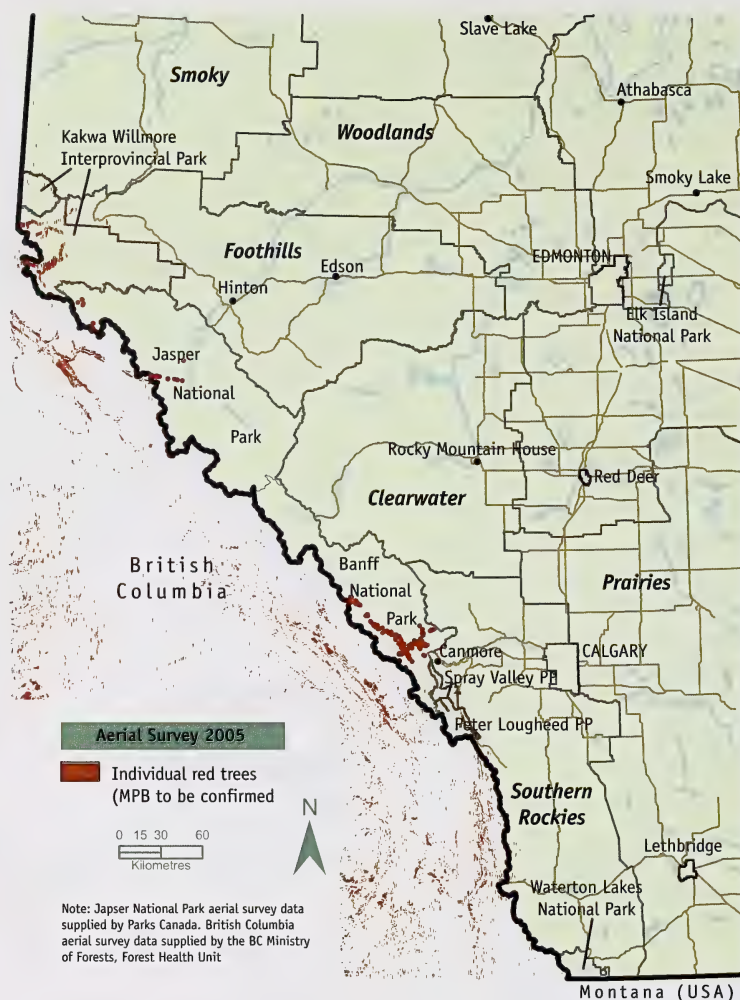 Slave Lake
Smoky
Athabasca
Woodlands
Kakwa Willmore
Interprovincial Park
Smoky Lake
Foothills
EDMONTON
Edson
Hinton
Elk Island
National Park
Jasper
National
Park
Rocky Mountain House
Red Deer
Clearwater
British
Columbia
Banff
National
Park
Prairies
Canmore
CALGARY
Spray Valley PP
Peter Lougheed PP
Aerial Survey 2005
Individual red trees
(MPB to be confirmed
N
0 15 30 60
Kilometres
Southern
Rockies
Lethbridge
Waterton Lakes
National Park
Note: Japser National Park aerial survey data
supplied by Parks Canada. British Columbia
aerial survey data supplied by the BC Ministry
of Forests, Forest Health Unit
Montana (USA)